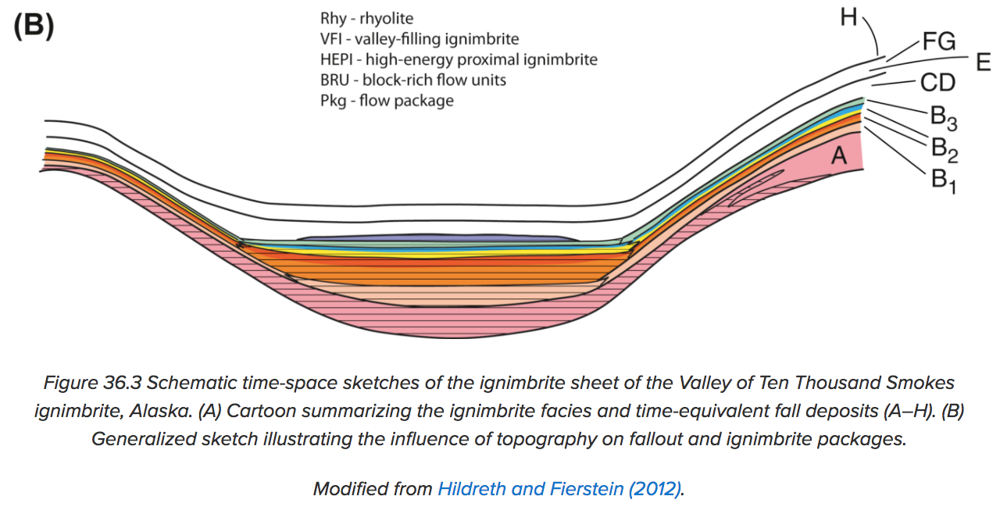 (B)
Rhy - rhyolite
VFI - valley-filling ignimbrite
HEPI - high-energy proximal ignimbrite
BRU - block-rich flow units
Pkg - flow package
H
FG
E
CD
B3
B2
A
B1
Figure 36.3 Schematic time-space sketches of the ignimbrite sheet of the Valley of Ten Thousand Smokes
ignimbrite, Alaska. (A) Cartoon summarizing the ignimbrite facies and time-equivalent fall deposits (A–H). (B)
Generalized sketch illustrating the influence of topography on fallout and ignimbrite packages.
Modified from Hildreth and Fierstein (2012).